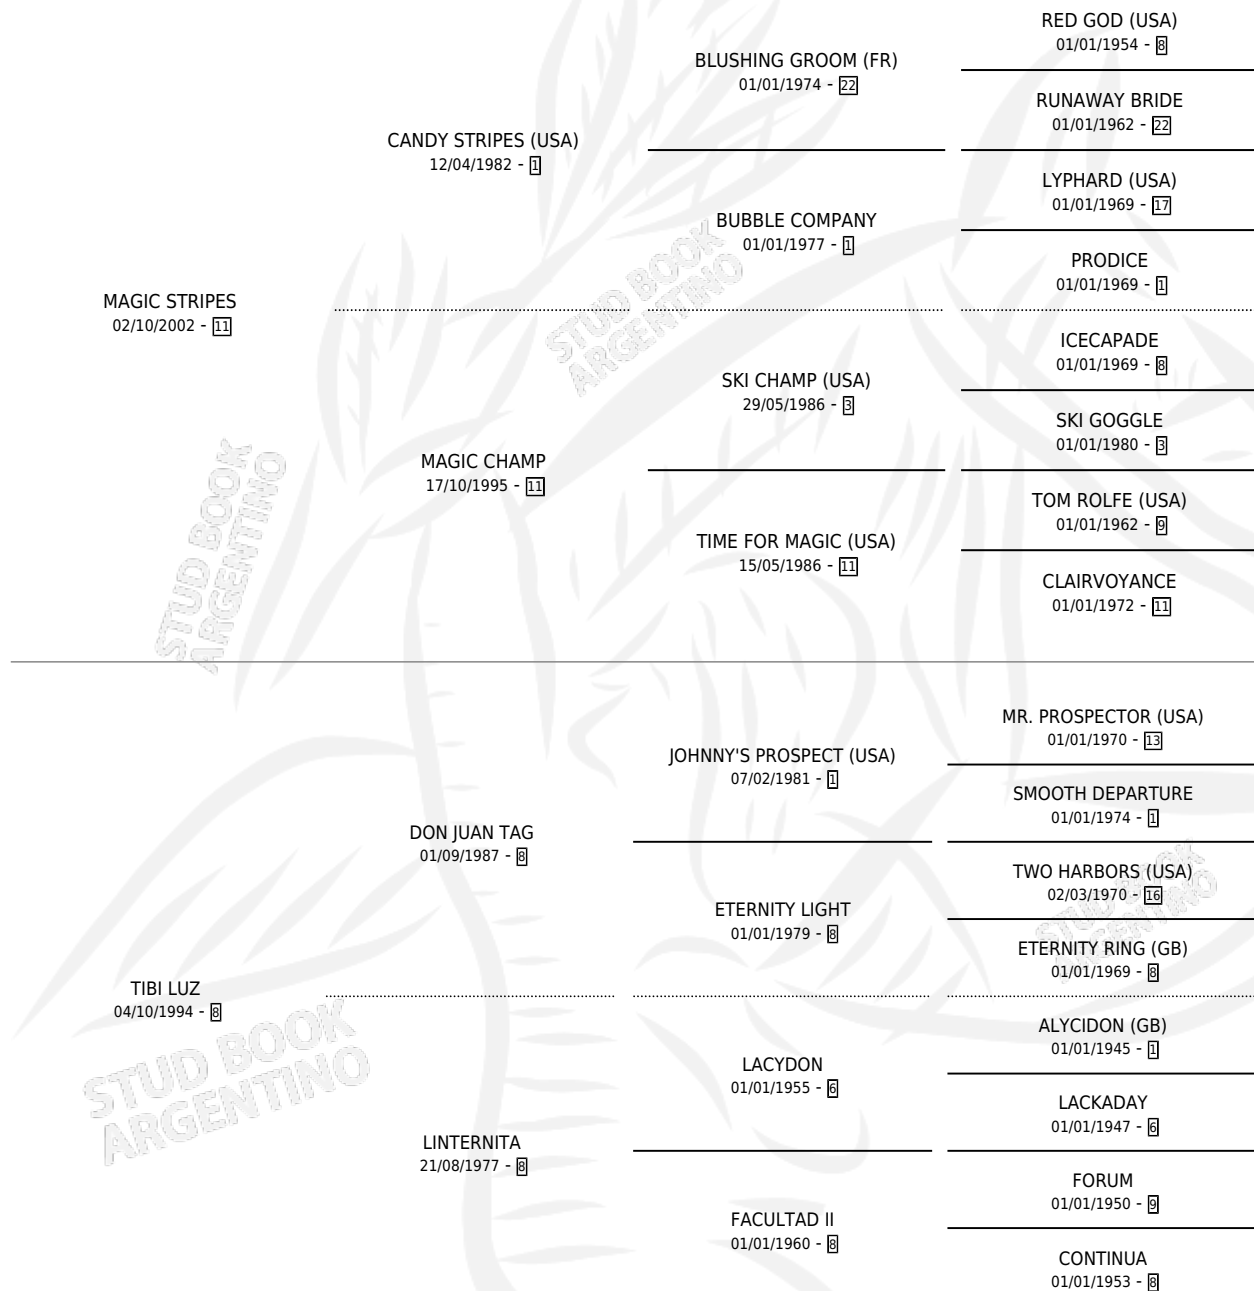 RED GOD (USA)
01/01/1954 - 8
BLUSHING GROOM (FR)
01/01/1974 - 22
RUNAWAY BRIDE
01/01/1962 - 22
CANDY STRIPES (USA)
12/04/1982 - 1
LYPHARD (USA)
01/01/1969 - 17
BUBBLE COMPANY
01/01/1977 - 1
PRODICE
01/01/1969 - 1
MAGIC STRIPES
02/10/2002 - 11
STUD BOOK
ARGENTINO
ICECAPADE
01/01/1969 - 8
SKI CHAMP (USA)
29/05/1986 - 3
SKI GOGGLE
01/01/1980 - 3
MAGIC CHAMP
17/10/1995 - 11
TOM ROLFE (USA)
01/01/1962 - 9
TIME FOR MAGIC (USA)
15/05/1986 - 11
CLAIRVOYANCE
01/01/1972 - 11
STUD BOOK
ARGENTINO
MR. PROSPECTOR (USA)
01/01/1970 - 13
JOHNNY'S PROSPECT (USA)
07/02/1981 - 1
SMOOTH DEPARTURE
01/01/1974 - 1
DON JUAN TAG
01/09/1987 - 8
TWO HARBORS (USA)
02/03/1970 - 16
ETERNITY LIGHT
01/01/1979 - 8
STUD BOOK
ARGENTINO
ETERNITY RING (GB)
01/01/1969 - 8
TIBI LUZ
04/10/1994 - 8
STUD BOOK
ARGENTINO
ALYCIDON (GB)
01/01/1945 - 1
LACYDON
01/01/1955 - 6
LACKADAY
01/01/1947 - 6
LINTERNITA
21/08/1977 - 8
FORUM
01/01/1950 - 9
FACULTAD II
01/01/1960 - 8
CONTINUA
01/01/1953 - 8